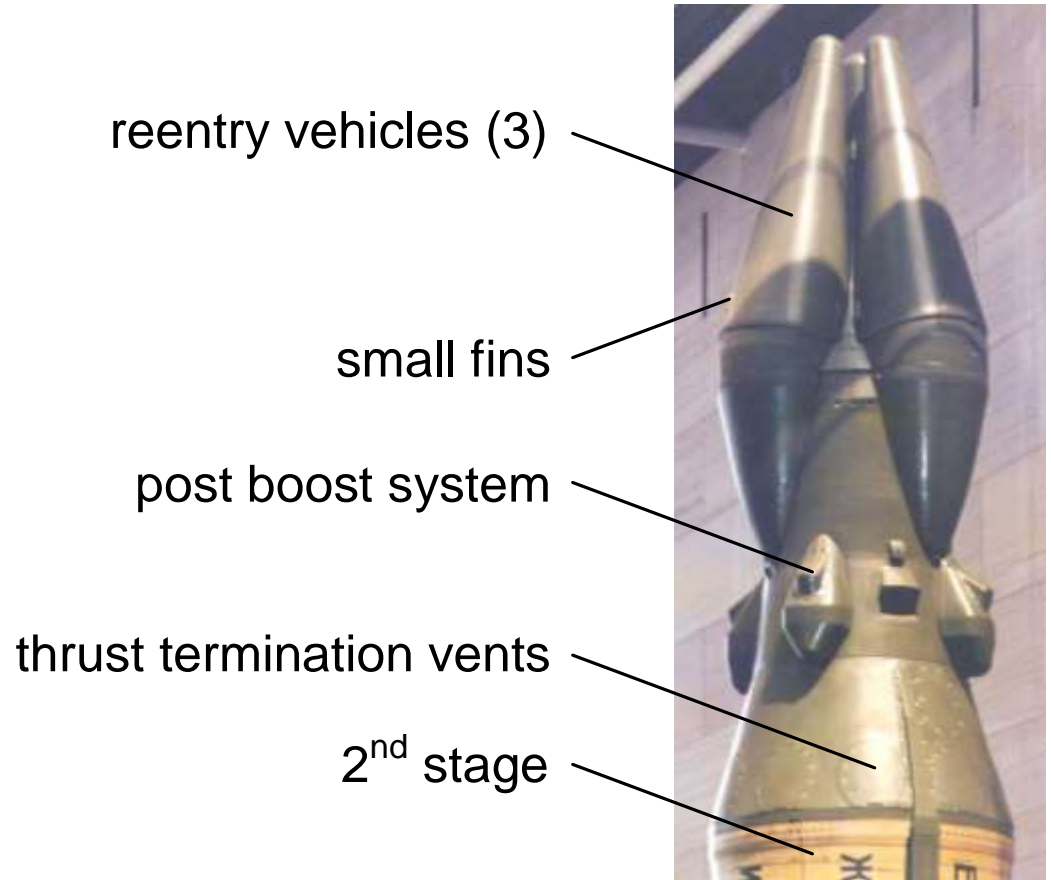 reentry vehicles (3)
small fins
post boost system
thrust termination vents
2nd stage
И Ж Е